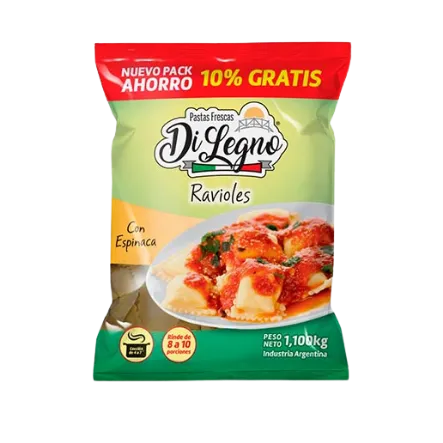 NUEVO PACK
AHORRO
10% GRATIS
Pastas Frescas
Di Legno
Ravioles
Con
Espinaca
Rinde de
8 a 10
porciones
PESO
NETO 1,100kg
Industria Argentina